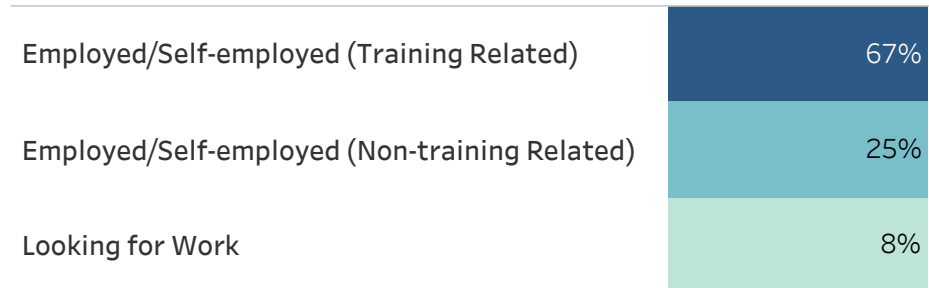 Employed/Self-employed (Training Related) 67%
Employed/Self-employed (Non-training Related) 25%
Looking for Work 8%